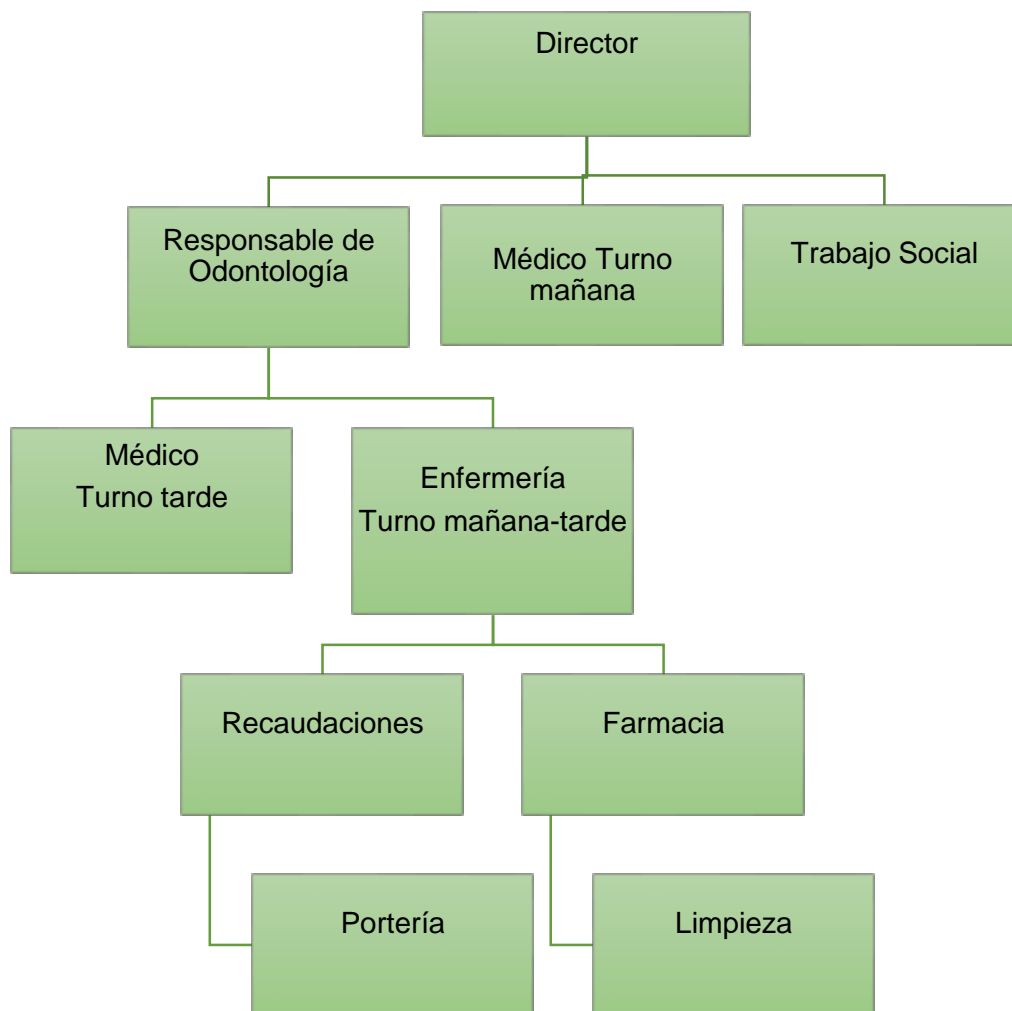 Director
Responsable de
Odontología
Médico Turno
mañana
Trabajo Social
Médico
Turno tarde
Enfermería
Turno mañana-tarde
Recaudaciones
Farmacia
Portería
Limpieza